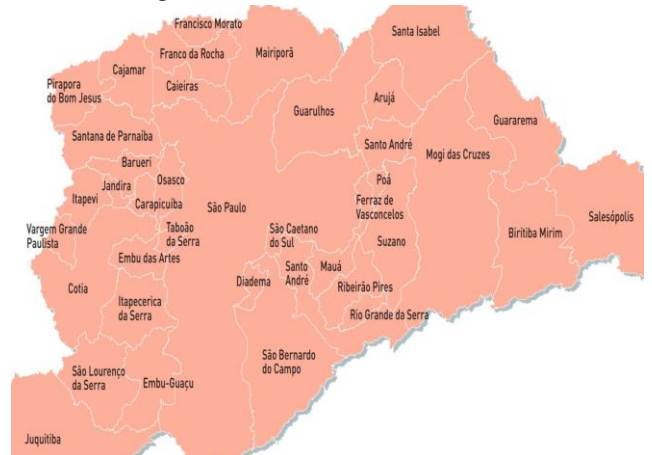 Francisco Morato
Franco da Rocha
Mairiporã
Santa Isabel
Cajamar
Caieiras
Pirapora
do Bom Jesus
Guarulhos
Arujá
Guararema
Santana de Parnaíba
Santo André
Mogi das Cruzes
Barueri
Jandira
Osasco
Itapevi
Carapicuíba
São Paulo
Poá
Ferraz de
Vasconcelos
Salesópolis
Vargem Grande
Paulista
Taboão
da Serra
São Caetano
do Sul
Suzano
Biritiba Mirim
Embu das Artes
Cotia
Diadema
Santo
André
Mauá
Ribeirão Pires
Itapecerica
da Serra
Rio Grande da Serra
São Bernardo
do Campo
São Lourenço
da Serra
Embu-Guaçu
Juquitiba